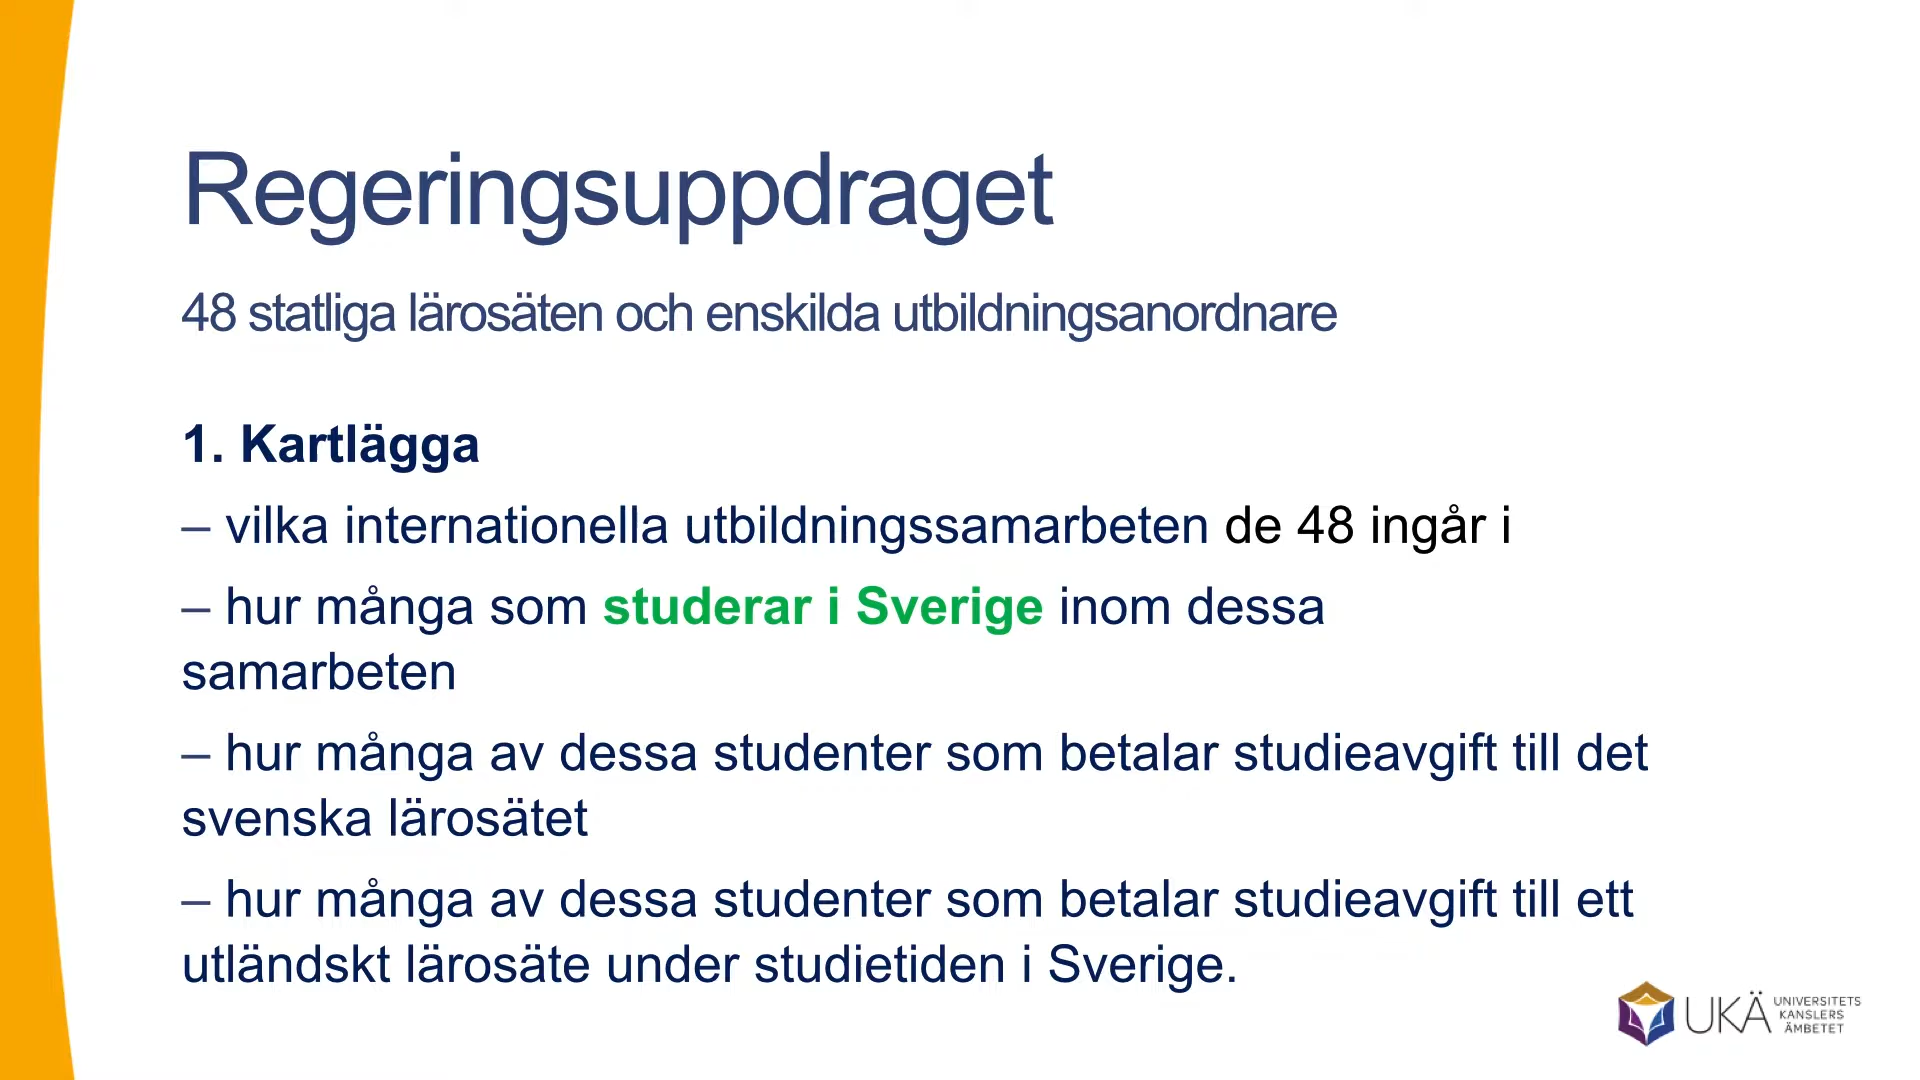 Regeringsuppdraget
48 statliga lärosäten och enskilda utbildningsanordnare
1. Kartlägga
– vilka internationella utbildningssamarbeten de 48 ingår i
– hur många som studerar i Sverige inom dessa
samarbeten
– hur många av dessa studenter som betalar studieavgift till det
svenska lärosätet
– hur många av dessa studenter som betalar studieavgift till ett
utländskt lärosäte under studietiden i Sverige.
UKÄ
UNIVERSITETS
KANSLERS
ÄMBETET